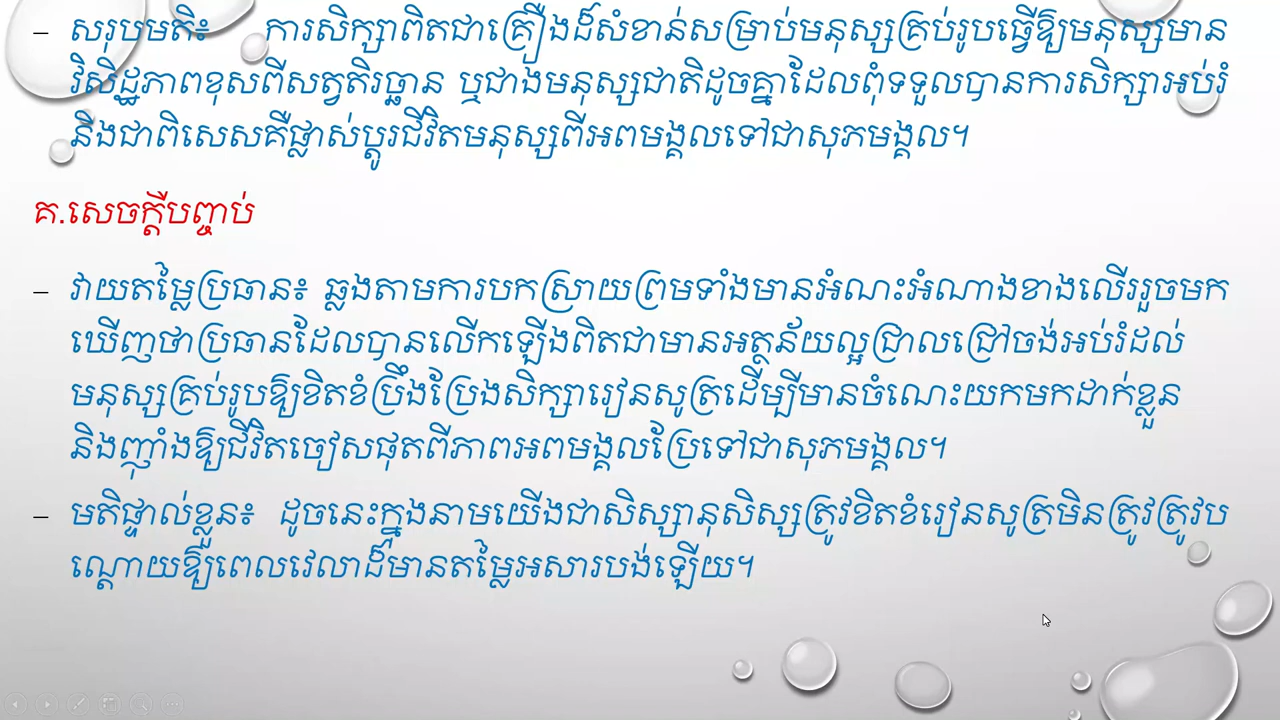 – សរុបមតិ៖ ការសិក្សាពិតជាគ្រឿងដ៏សំខាន់សម្រាប់មនុស្សគ្រប់រូបធ្វើឱ្យមនុស្សមាន
វិសិដ្ឋភាពខុសពីសត្វតិរច្ឆាន ឬជាងមនុស្សជាតិដូចគ្នាដែលពុំទទួលបានការសិក្សាអប់រំ
និងជាពិសេសគឺផ្លាស់ប្តូរជីវិតមនុស្សពីអពមង្គលទៅជាសុភមង្គល។
គ.សេចក្តីបញ្ចប់
– វាយតម្លៃប្រធាន៖ ឆ្លងតាមការបកស្រាយព្រមទាំងមានអំណះអំណាងខាងលើររួចមក
ឃើញថាប្រធានដែលបានលើកឡើងពិតជាមានអត្ថន័យល្អជ្រាលជ្រៅចង់អប់រំដល់
មនុស្សគ្រប់រូបឱ្យខិតខំប្រឹងប្រែងសិក្សារៀនសូត្រដើម្បីមានចំណេះយកមកដាក់ខ្លួន
និងញ៉ាំងឱ្យជីវិតចៀសផុតពីភាពអពមង្គលប្រែទៅជាសុភមង្គល។
– មតិផ្ទាល់ខ្លួន៖ ដូចនេះក្នុងនាមយើងជាសិស្សានុសិស្សត្រូវខិតខំរៀនសូត្រមិនត្រូវត្រូវប
ណ្តោយឱ្យពេលវេលាដ៏មានតម្លៃអសារបង់ឡើយ។